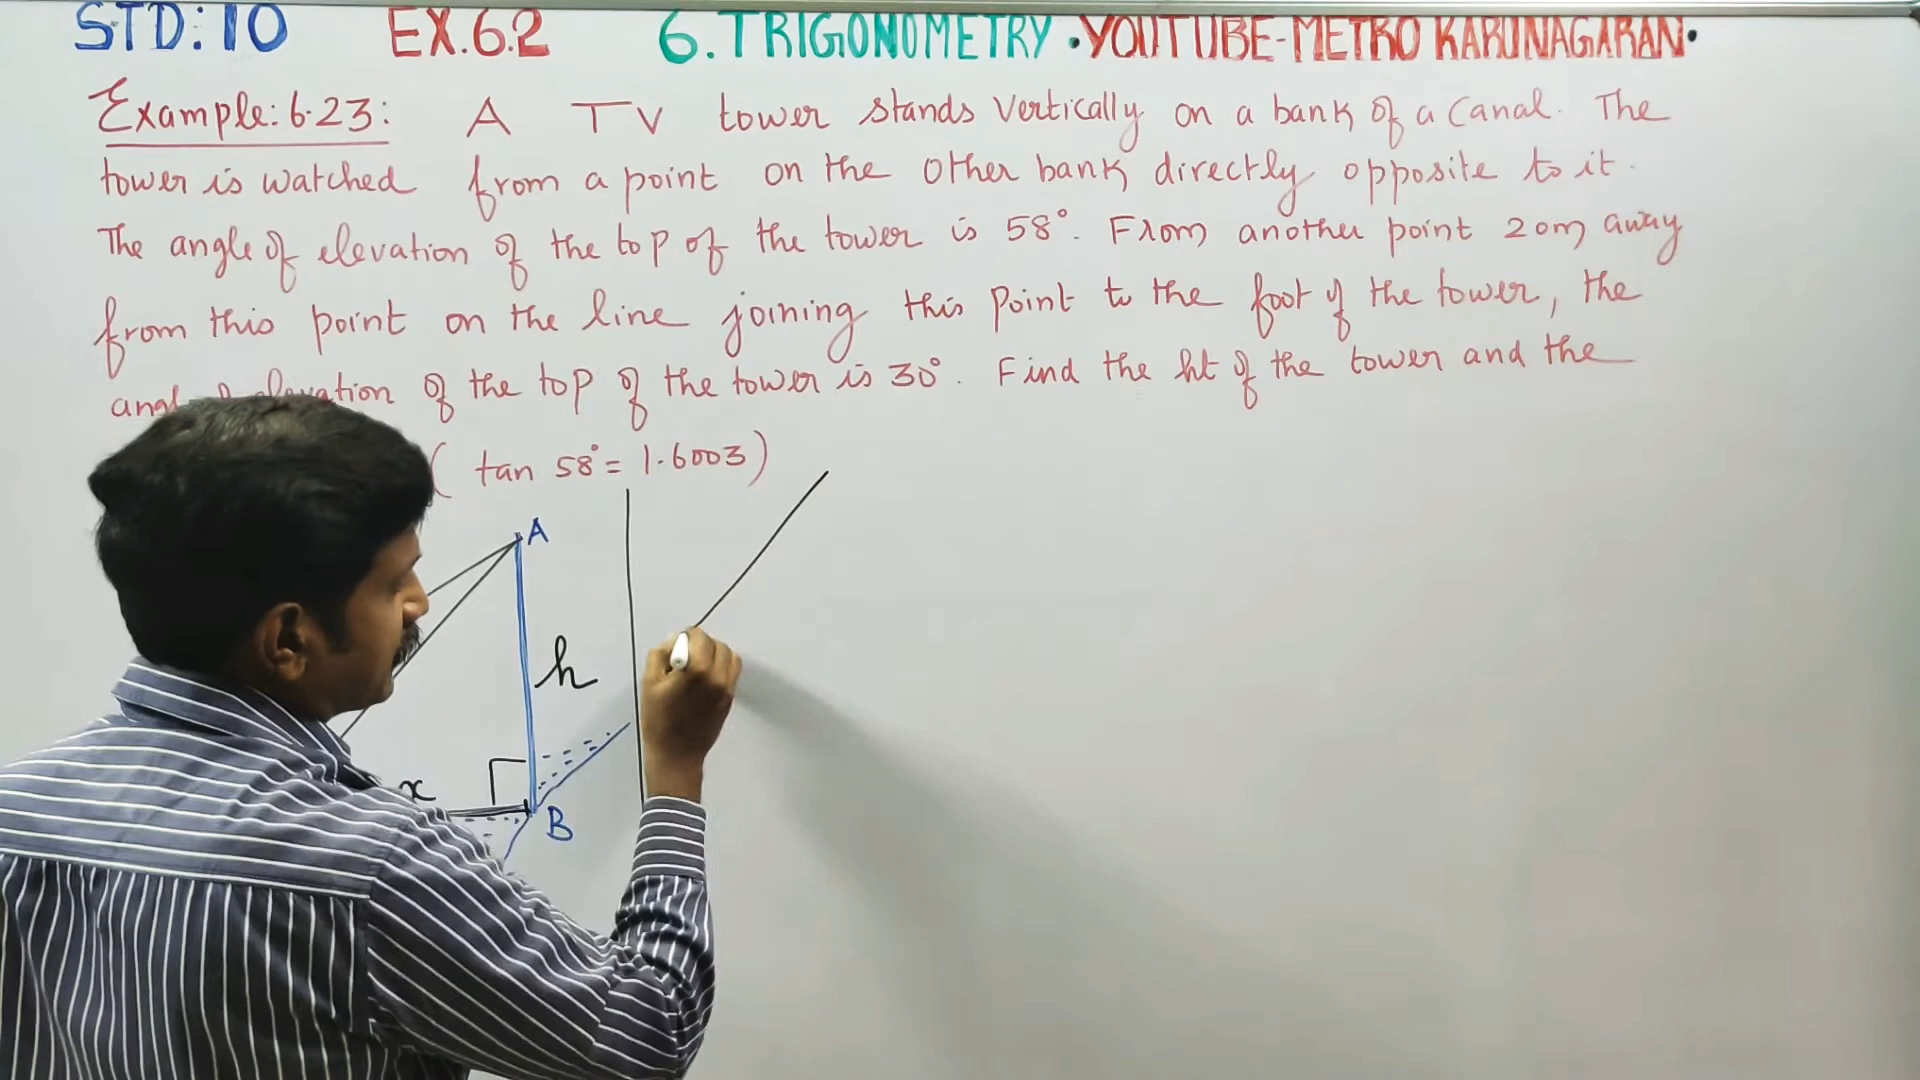 STD: 10 EX.6.2 6. TRIGONOMETRY • YOUTUBE-METRO KARUNAGARAN•
Example: 6.23: A TV tower stands vertically on a bank of a Canal. The
tower is watched from a point on the other bank directly opposite to it.
The angle of elevation of the top of the tower is 58°. From another point 20m away
from this point on the line joining this point to the foot of the tower, the
of the top of the tower is 30°. Find the ht of the tower and the
( tan 58° = 1.6003 )
A
h
x
B